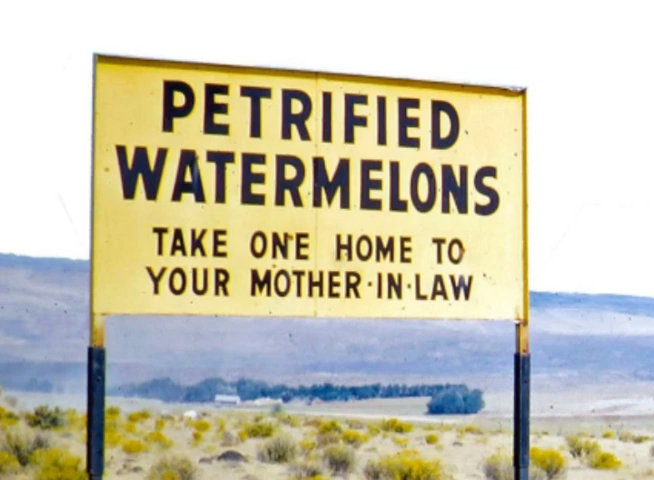 PETRIFIED
WATERMELONS
TAKE ONE HOME TO
YOUR MOTHER·IN·LAW